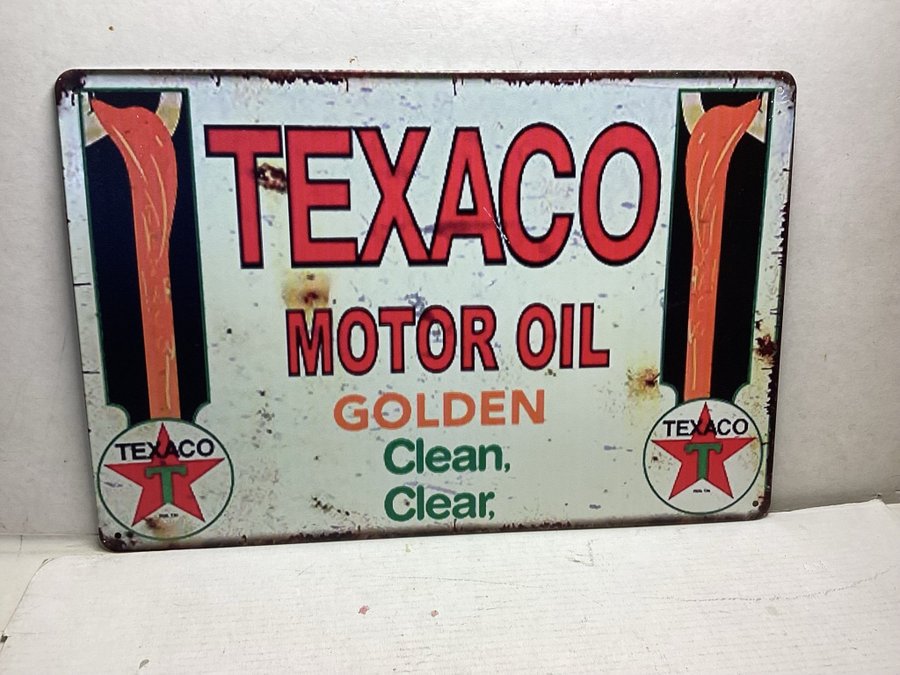 TEXACO
MOTOR OIL
GOLDEN
Clean,
Clear,
TEXACO
T
TEXACO
T